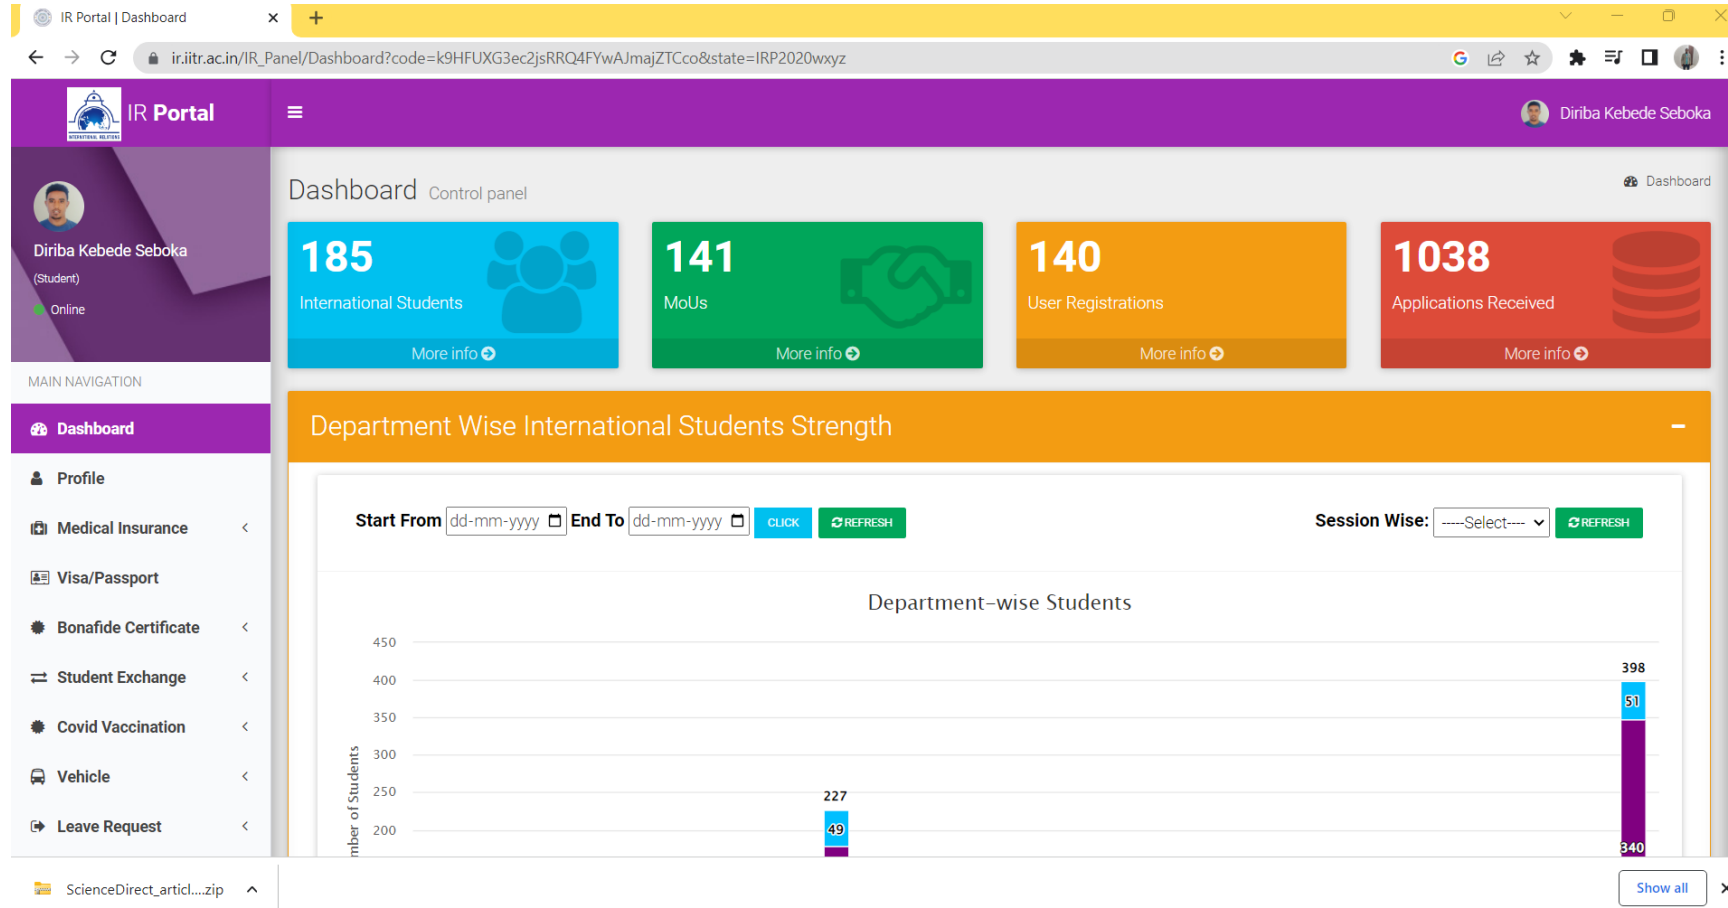 IR Portal | Dashboard
ir.iitr.ac.in/IR_Panel/Dashboard?code=k9HFUXG3ec2jsRRQ4FYwAJmajZTCco&state=IRP2020wxyz
INTERNATIONAL RELATIONS
IR Portal
Diriba Kebede Seboka
Diriba Kebede Seboka
(Student)
Online
MAIN NAVIGATION
Dashboard
Profile
Medical Insurance
Visa/Passport
Bonafide Certificate
Student Exchange
Covid Vaccination
Vehicle
Leave Request
Dashboard Control panel
Dashboard
185
International Students
More info
141
MoUs
More info
140
User Registrations
More info
1038
Applications Received
More info
Department Wise International Students Strength
Start From dd-mm-yyyy End To dd-mm-yyyy CLICK REFRESH
Session Wise: -----Select---- REFRESH
Department-wise Students
450
400
350
300
250
200
mber of Students
227
49
398
51
340
ScienceDirect_articl....zip
Show all